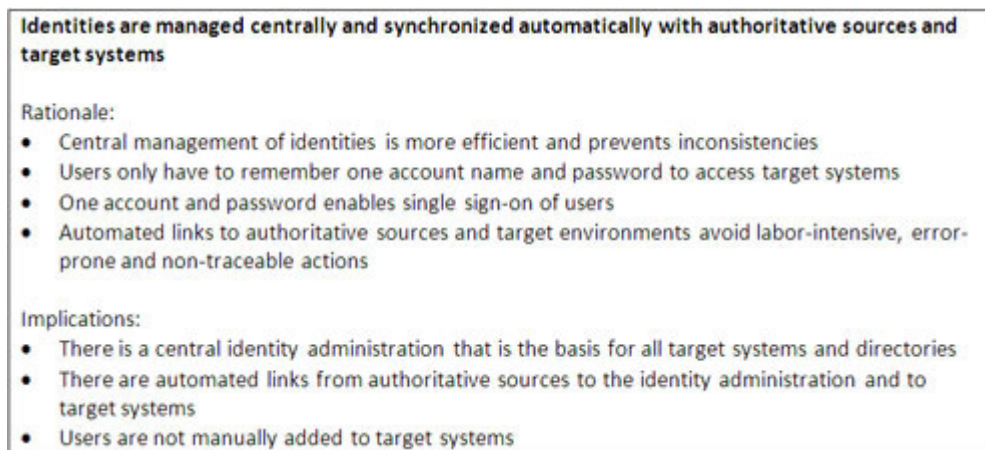 Identities are managed centrally and synchronized automatically with authoritative sources and
target systems
Rationale:
• Central management of identities is more efficient and prevents inconsistencies
• Users only have to remember one account name and password to access target systems
• One account and password enables single sign-on of users
• Automated links to authoritative sources and target environments avoid labor-intensive, error-
prone and non-traceable actions
Implications:
• There is a central identity administration that is the basis for all target systems and directories
• There are automated links from authoritative sources to the identity administration and to
target systems
• Users are not manually added to target systems